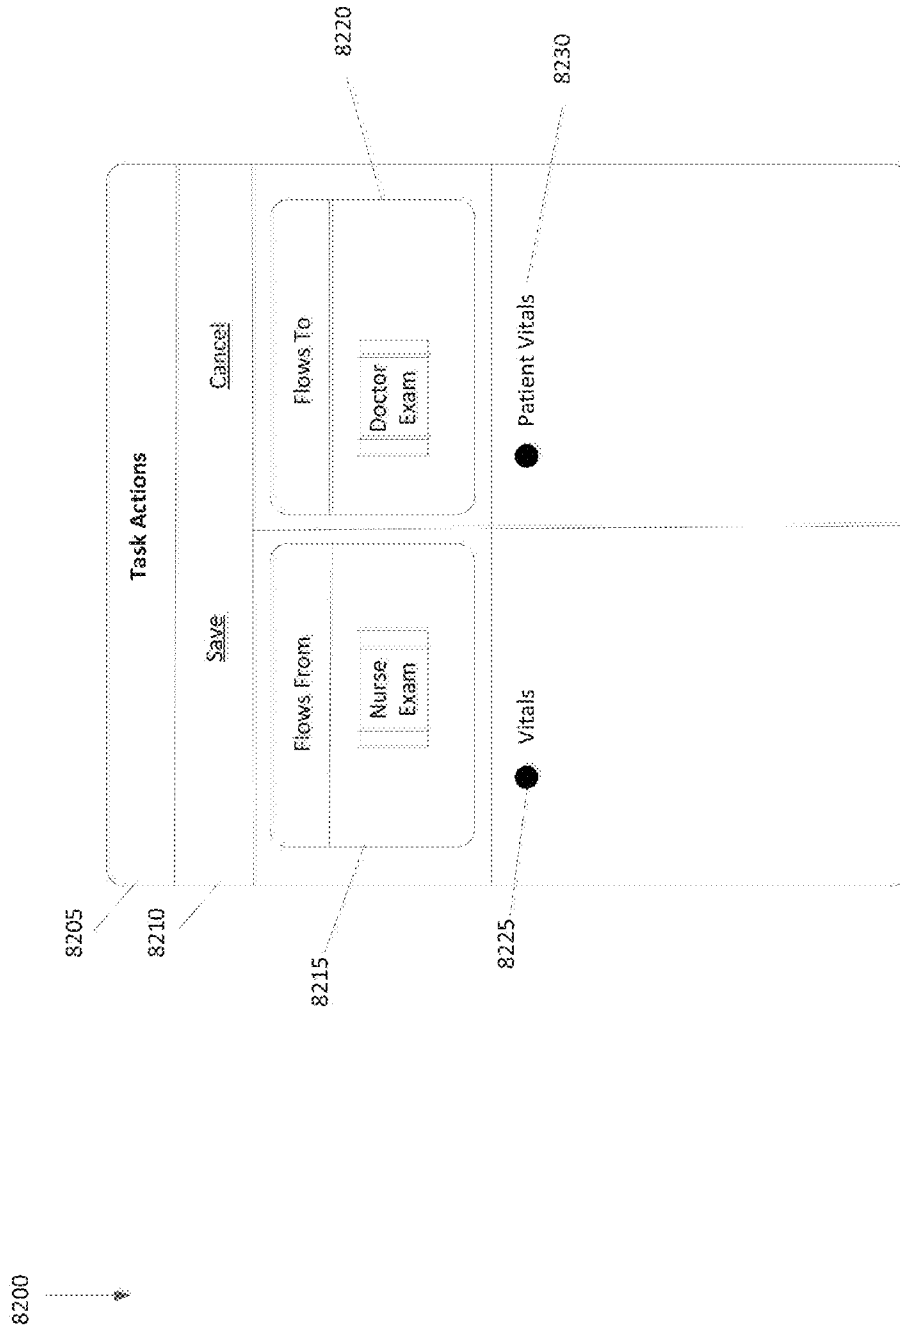 8200
8205
Task Actions
8210
Save
Cancel
8215
Flows From
Flows To
8220
Nurse
Exam
Doctor
Exam
8225
Vitals
Patient Vitals
8230